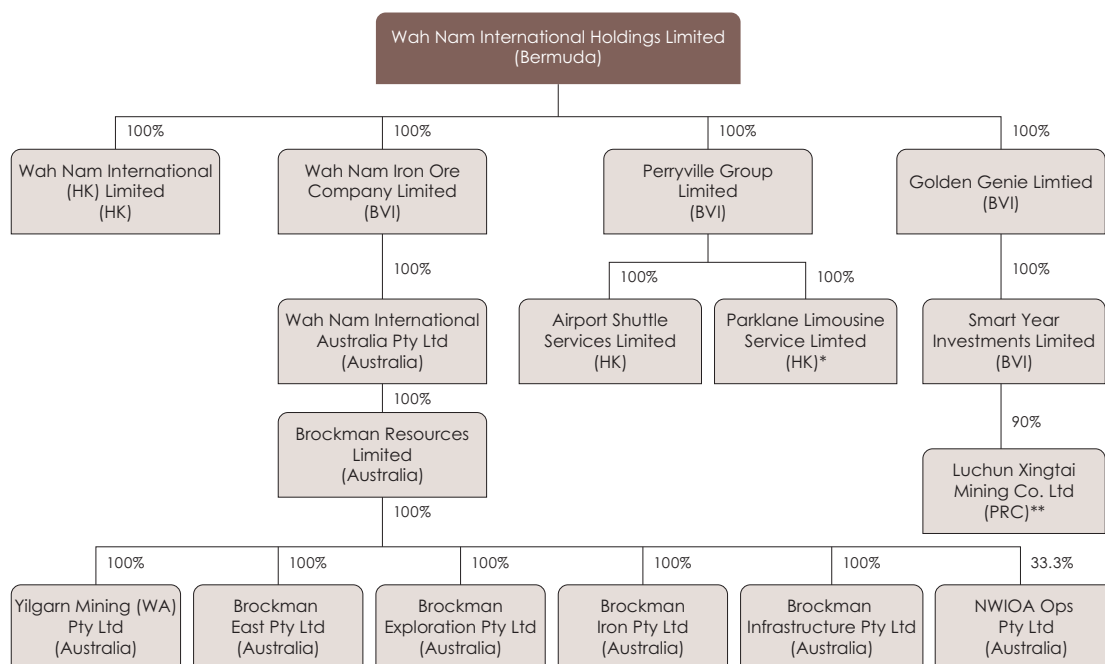 Wah Nam International Holdings Limited
(Bermuda)
100%
100%
100%
100%
Wah Nam International
(HK) Limited
(HK)
Wah Nam Iron Ore
Company Limited
(BVI)
Perryville Group
Limited
(BVI)
Golden Genie Limtied
(BVI)
100%
100%
100%
100%
Wah Nam International
Australia Pty Ltd
(Australia)
Airport Shuttle
Services Limited
(HK)
Parklane Limousine
Service Limted
(HK)*
Smart Year
Investments Limited
(BVI)
100%
90%
Brockman Resources
Limited
(Australia)
Luchun Xingtai
Mining Co. Ltd
(PRC)**
100%
100%
100%
100%
100%
100%
33.3%
Yilgarn Mining (WA)
Pty Ltd
(Australia)
Brockman
East Pty Ltd
(Australia)
Brockman
Exploration Pty Ltd
(Australia)
Brockman
Iron Pty Ltd
(Australia)
Brockman
Infrastructure Pty Ltd
(Australia)
NWIOA Ops
Pty Ltd
(Australia)